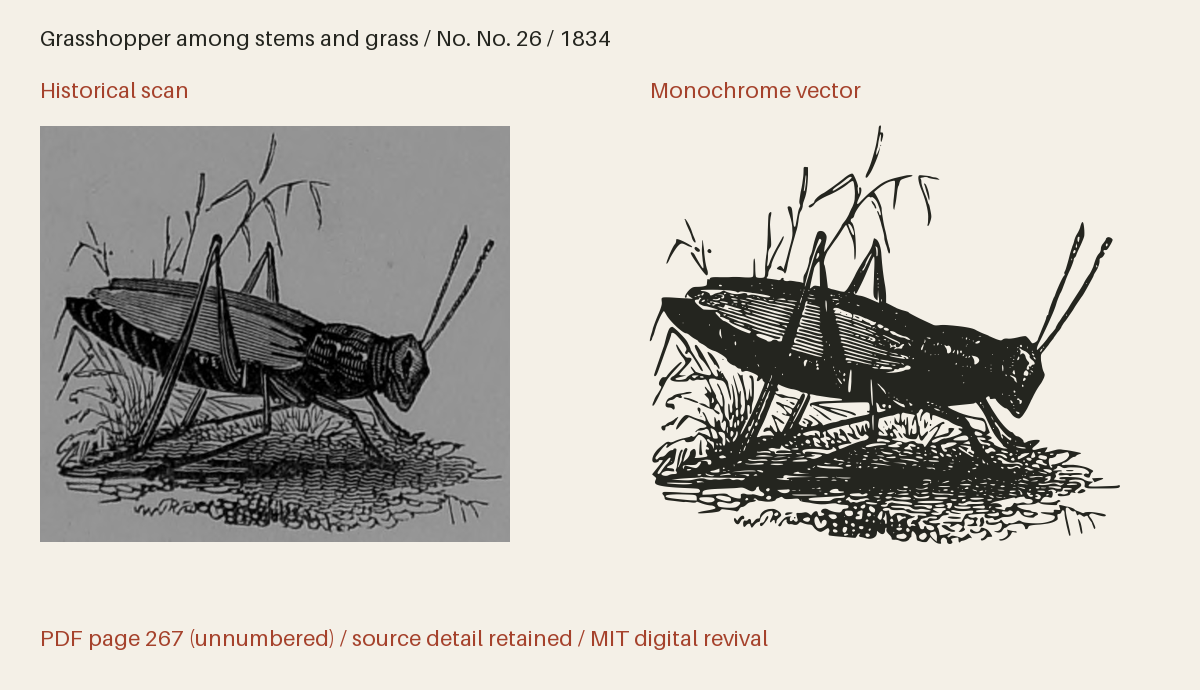 Grasshopper among stems and grass / No. No. 26 / 1834
Historical scan
Monochrome vector
PDF page 267 (unnumbered) / source detail retained / MIT digital revival